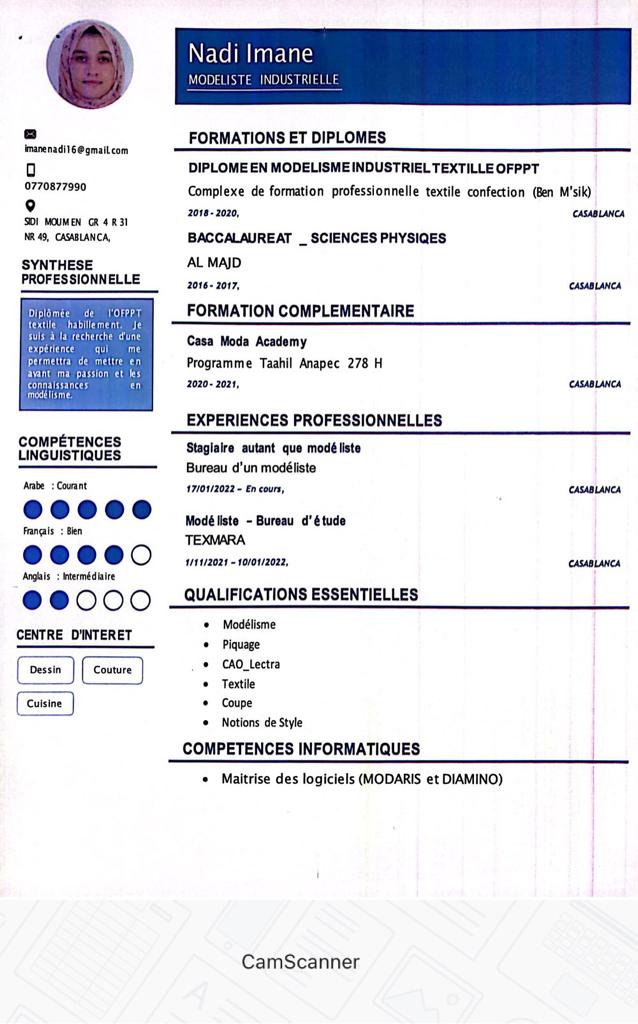 Nadi Imane
MODELISTE INDUSTRIELLE
imanenadi16@gmail.com
0770877990
SIDI MOUMEN GR 4 R 31
NR 49, CASABLANCA,
SYNTHESE
PROFESSIONNELLE
Diplômée de l'OFPPT
textile habillement. Je
suis à la recherche d'une
expérience qui me
permettra de mettre en
avant ma passion et les
connaissances en
modélisme.
COMPÉTENCES
LINGUISTIQUES
Arabe : Courant
Français : Bien
Anglais : Intermédiaire
CENTRE D'INTERET
Dessin
Couture
Cuisine
FORMATIONS ET DIPLOMES
DIPLOME EN MODELISME INDUSTRIEL TEXTILLE OFPPT
Complexe de formation professionnelle textile confection (Ben M'sik)
2018 - 2020, CASABLANCA
BACCALAUREAT _ SCIENCES PHYSIQES
AL MAJD
2016 - 2017, CASABLANCA
FORMATION COMPLEMENTAIRE
Casa Moda Academy
Programme Taahil Anapec 278 H
2020 - 2021, CASABLANCA
EXPERIENCES PROFESSIONNELLES
Stagiaire autant que modéliste
Bureau d'un modéliste
17/01/2022 – En cours, CASABLANCA
Modéliste – Bureau d'étude
TEXMARA
1/11/2021 – 10/01/2022, CASABLANCA
QUALIFICATIONS ESSENTIELLES
• Modélisme
• Piquage
• CAO_Lectra
• Textile
• Coupe
• Notions de Style
COMPETENCES INFORMATIQUES
• Maitrise des logiciels (MODARIS et DIAMINO)
CamScanner